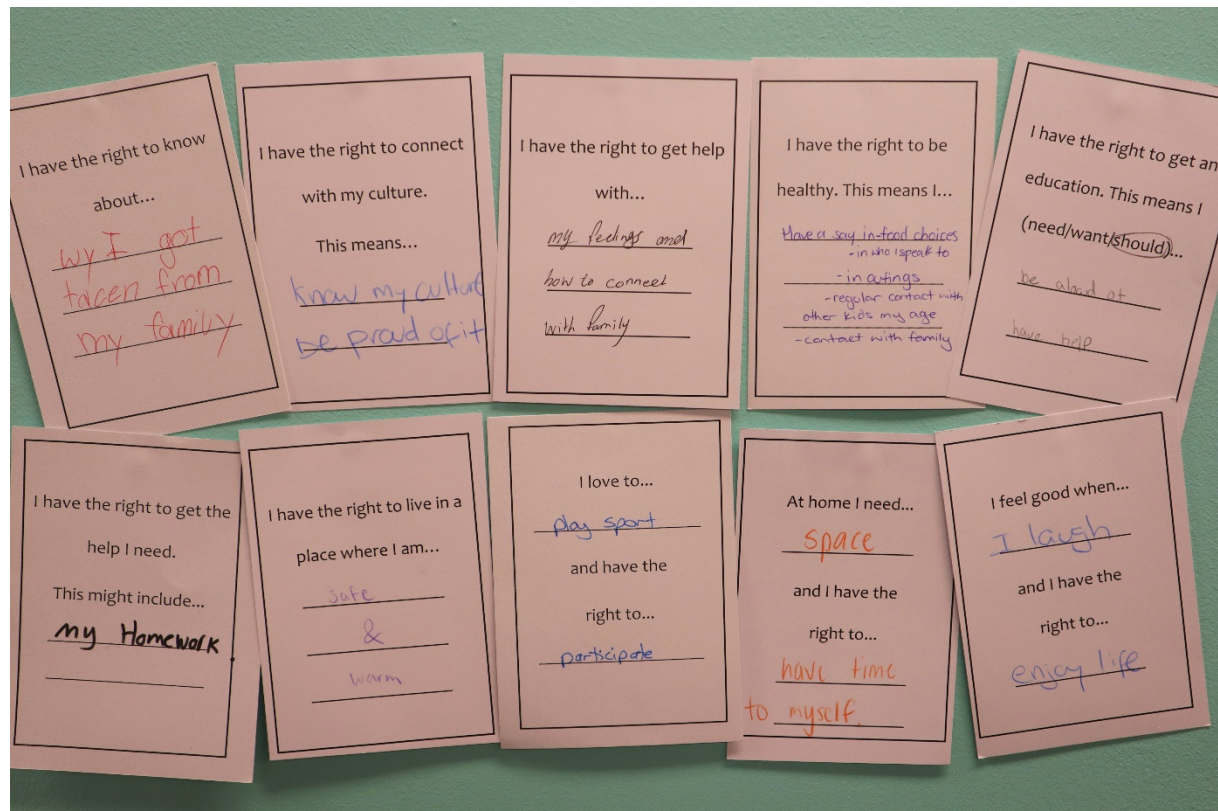 I have the right to know
about...
wy I got
tacen from
my family
I have the right to connect
with my culture.
This means...
know my culture
be proud of it
I have the right to get help
with...
my feelings and
how to connect
with family
I have the right to be
healthy. This means I...
Have a say in-food choices
-in who I speak to
-in outings
-regular contact with
other kids my age
-contact with family
I have the right to get an
education. This means I
(need/want/should)...
be at
have help
I have the right to get the
help I need.
This might include...
my Homework.
I have the right to live in a
place where I am...
safe
&
warm
I love to...
play sport
and have the
right to...
participate
At home I need...
space
and I have the
right to...
have time
to myself.
I feel good when...
I laugh
and I have the
right to...
enjoy life